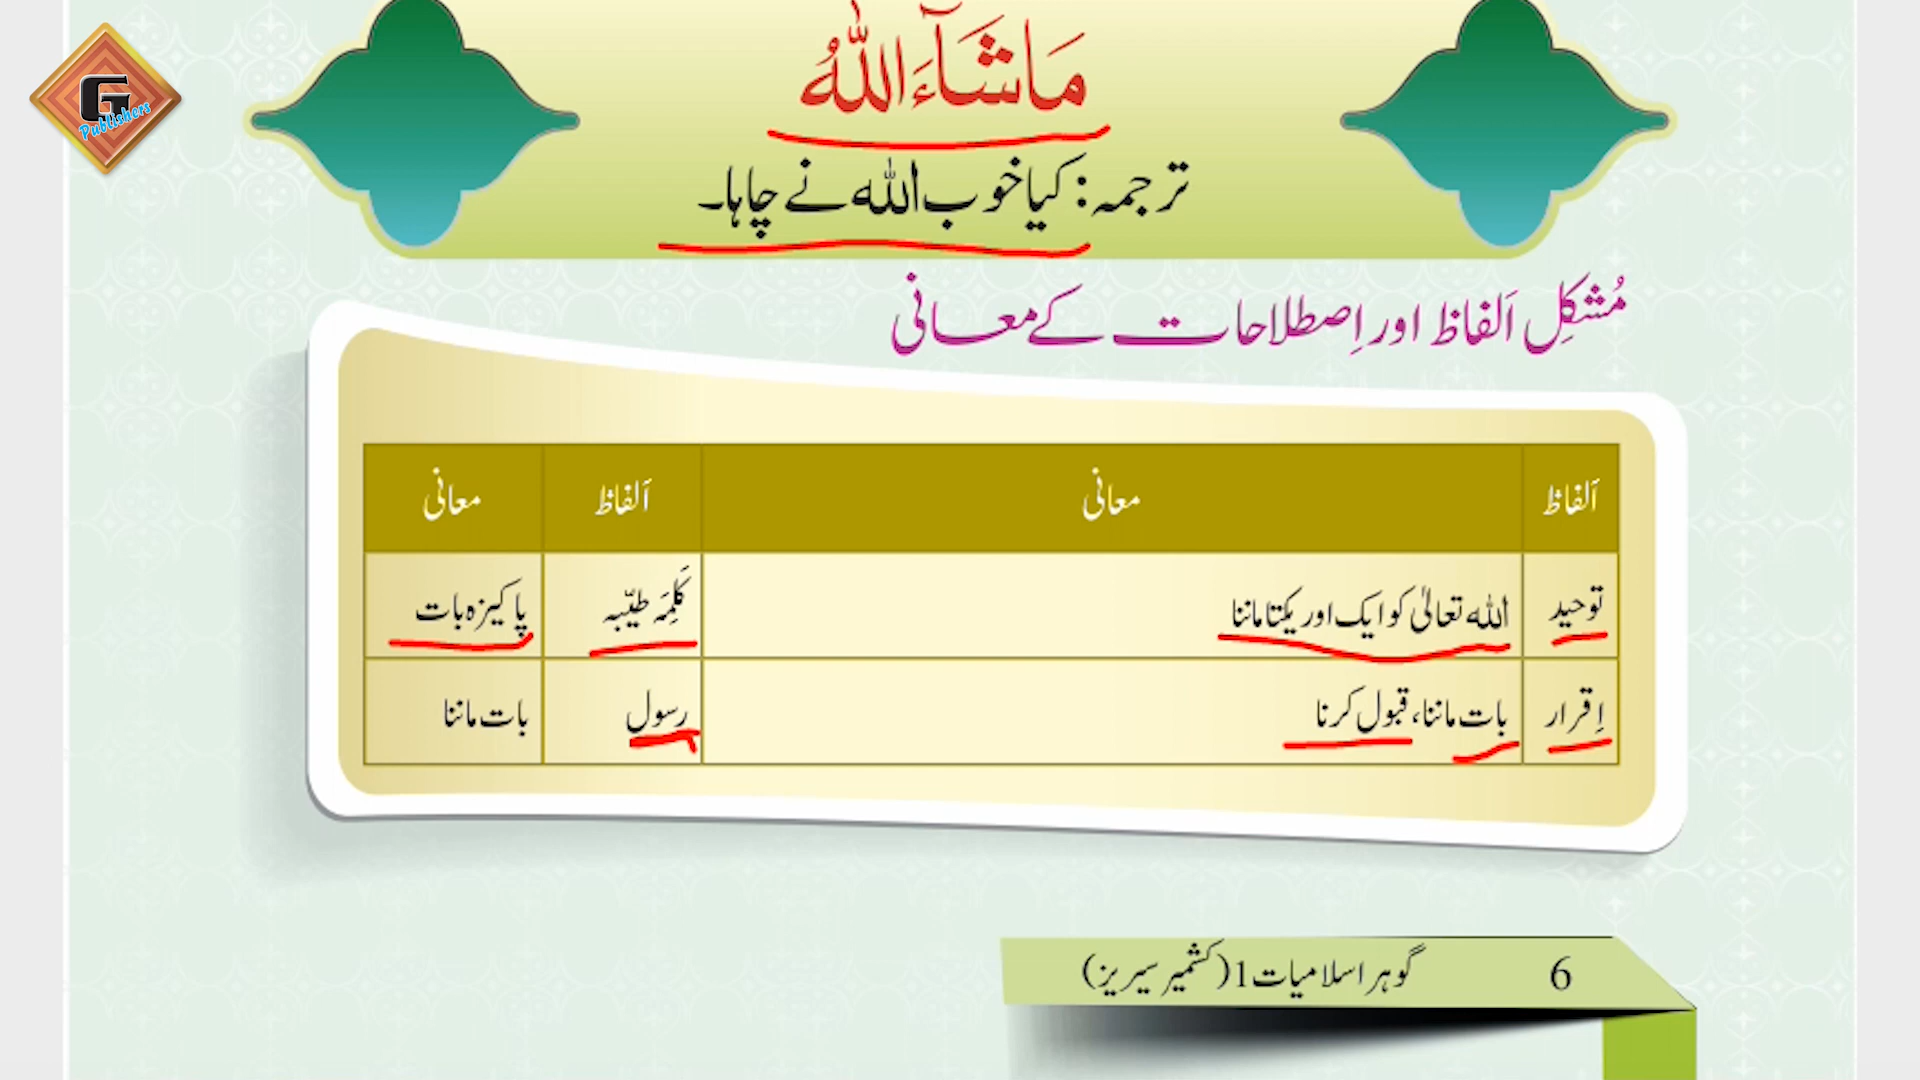 G
Publishers
مَاشَآءَاللّٰہُ
ترجمہ: کیا خوب اللہ نے چاہا۔
مُشکِل اَلفاظ اور اِصطلاحات کے معانی
اَلفاظ معانی اَلفاظ معانی
توحید اللہ تعالیٰ کو ایک اور یکتا ماننا کَلِمَہ طیّبہ پاکیزہ بات
اِقرار بات ماننا، قبول کرنا رسول بات ماننا
6 گوہر اسلامیات 1 (کشمیر سیریز)